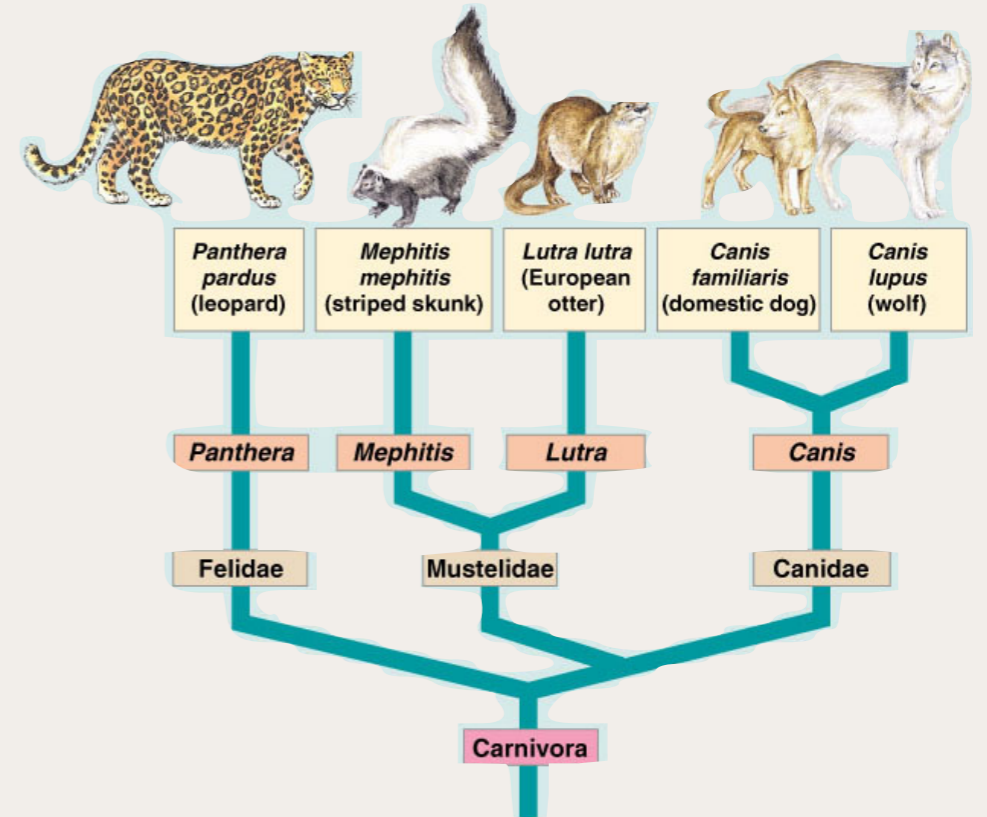 Panthera
pardus
(leopard)
Mephitis
mephitis
(striped skunk)
Lutra lutra
(European
otter)
Canis
familiaris
(domestic dog)
Canis
lupus
(wolf)
Panthera
Mephitis
Lutra
Canis
Felidae
Mustelidae
Canidae
Carnivora